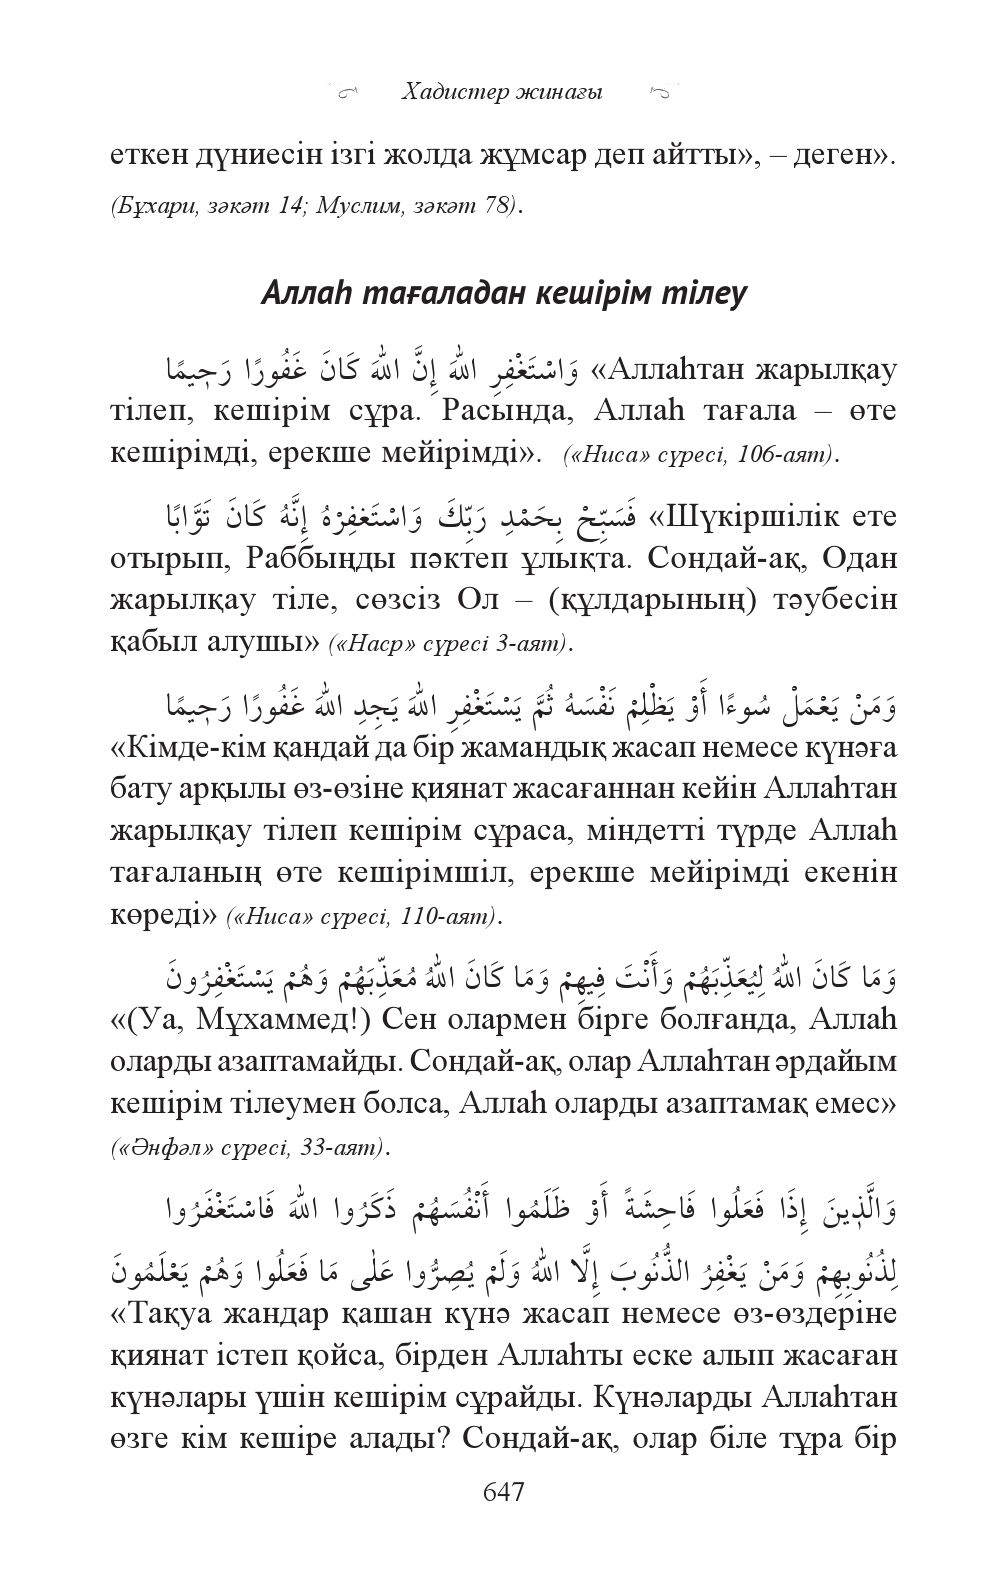 Хадистер жинағы
еткен дүниесін ізгі жолда жұмсар деп айтты», – деген».
(Бұхари, зәкәт 14; Муслим, зәкәт 78).
Аллаһ тағаладан кешірім тілеу
وَاسْتَغْفِرِ اللهَ إِنَّ اللهَ كَانَ غَفُورًا رَحِيمًا «Аллаһтан жарылқау
тілеп, кешірім сұра. Расында, Аллаһ тағала – өте
кешірімді, ерекше мейірімді». («Ниса» сүресі, 106-аят).
فَسَبِّحْ بِحَمْدِ رَبِّكَ وَاسْتَغفِرْهُ إِنَّهُ كَانَ تَوَّابًا «Шүкіршілік ете
отырып, Раббыңды пәктеп ұлықта. Сондай-ақ, Одан
жарылқау тіле, сөзсіз Ол – (құлдарының) тәубесін
қабыл алушы» («Наср» сүресі 3-аят).
وَمَنْ يَعْمَلْ سُوءًا أَوْ يَظْلِمْ نَفْسَهُ ثُمَّ يَسْتَغْفِرِ اللهَ يَجِدِ اللهَ غَفُورًا رَحِيمًا
«Кімде-кім қандай да бір жамандық жасап немесе күнәға
бату арқылы өз-өзіне қиянат жасағаннан кейін Аллаһтан
жарылқау тілеп кешірім сұраса, міндетті түрде Аллаһ
тағаланың өте кешірімшіл, ерекше мейірімді екенін
көреді» («Ниса» сүресі, 110-аят).
وَمَا كَانَ اللهُ لِيُعَذِّبَهُمْ وَأَنْتَ فِيهِمْ وَمَا كَانَ اللهُ مُعَذِّبَهُمْ وَهُمْ يَسْتَغْفِرُونَ
«(Уа, Мұхаммед!) Сен олармен бірге болғанда, Аллаһ
оларды азаптамайды. Сондай-ақ, олар Аллаһтан әрдайым
кешірім тілеумен болса, Аллаһ оларды азаптамақ емес»
(«Әнфәл» сүресі, 33-аят).
وَالَّذِينَ إِذَا فَعَلُوا فَاحِشَةً أَوْ ظَلَمُوا أَنْفُسَهُمْ ذَكَرُوا اللهَ فَاسْتَغْفَرُوا
لِذُنُوبِهِمْ وَمَنْ يَغْفِرُ الذُّنُوبَ إِلَّا اللهُ وَلَمْ يُصِرُّوا عَلٰى مَا فَعَلُوا وَهُمْ يَعْلَمُونَ
«Тақуа жандар қашан күнә жасап немесе өз-өздеріне
қиянат істеп қойса, бірден Аллаһты еске алып жасаған
күнәлары үшін кешірім сұрайды. Күнәларды Аллаһтан
өзге кім кешіре алады? Сондай-ақ, олар біле тұра бір
647